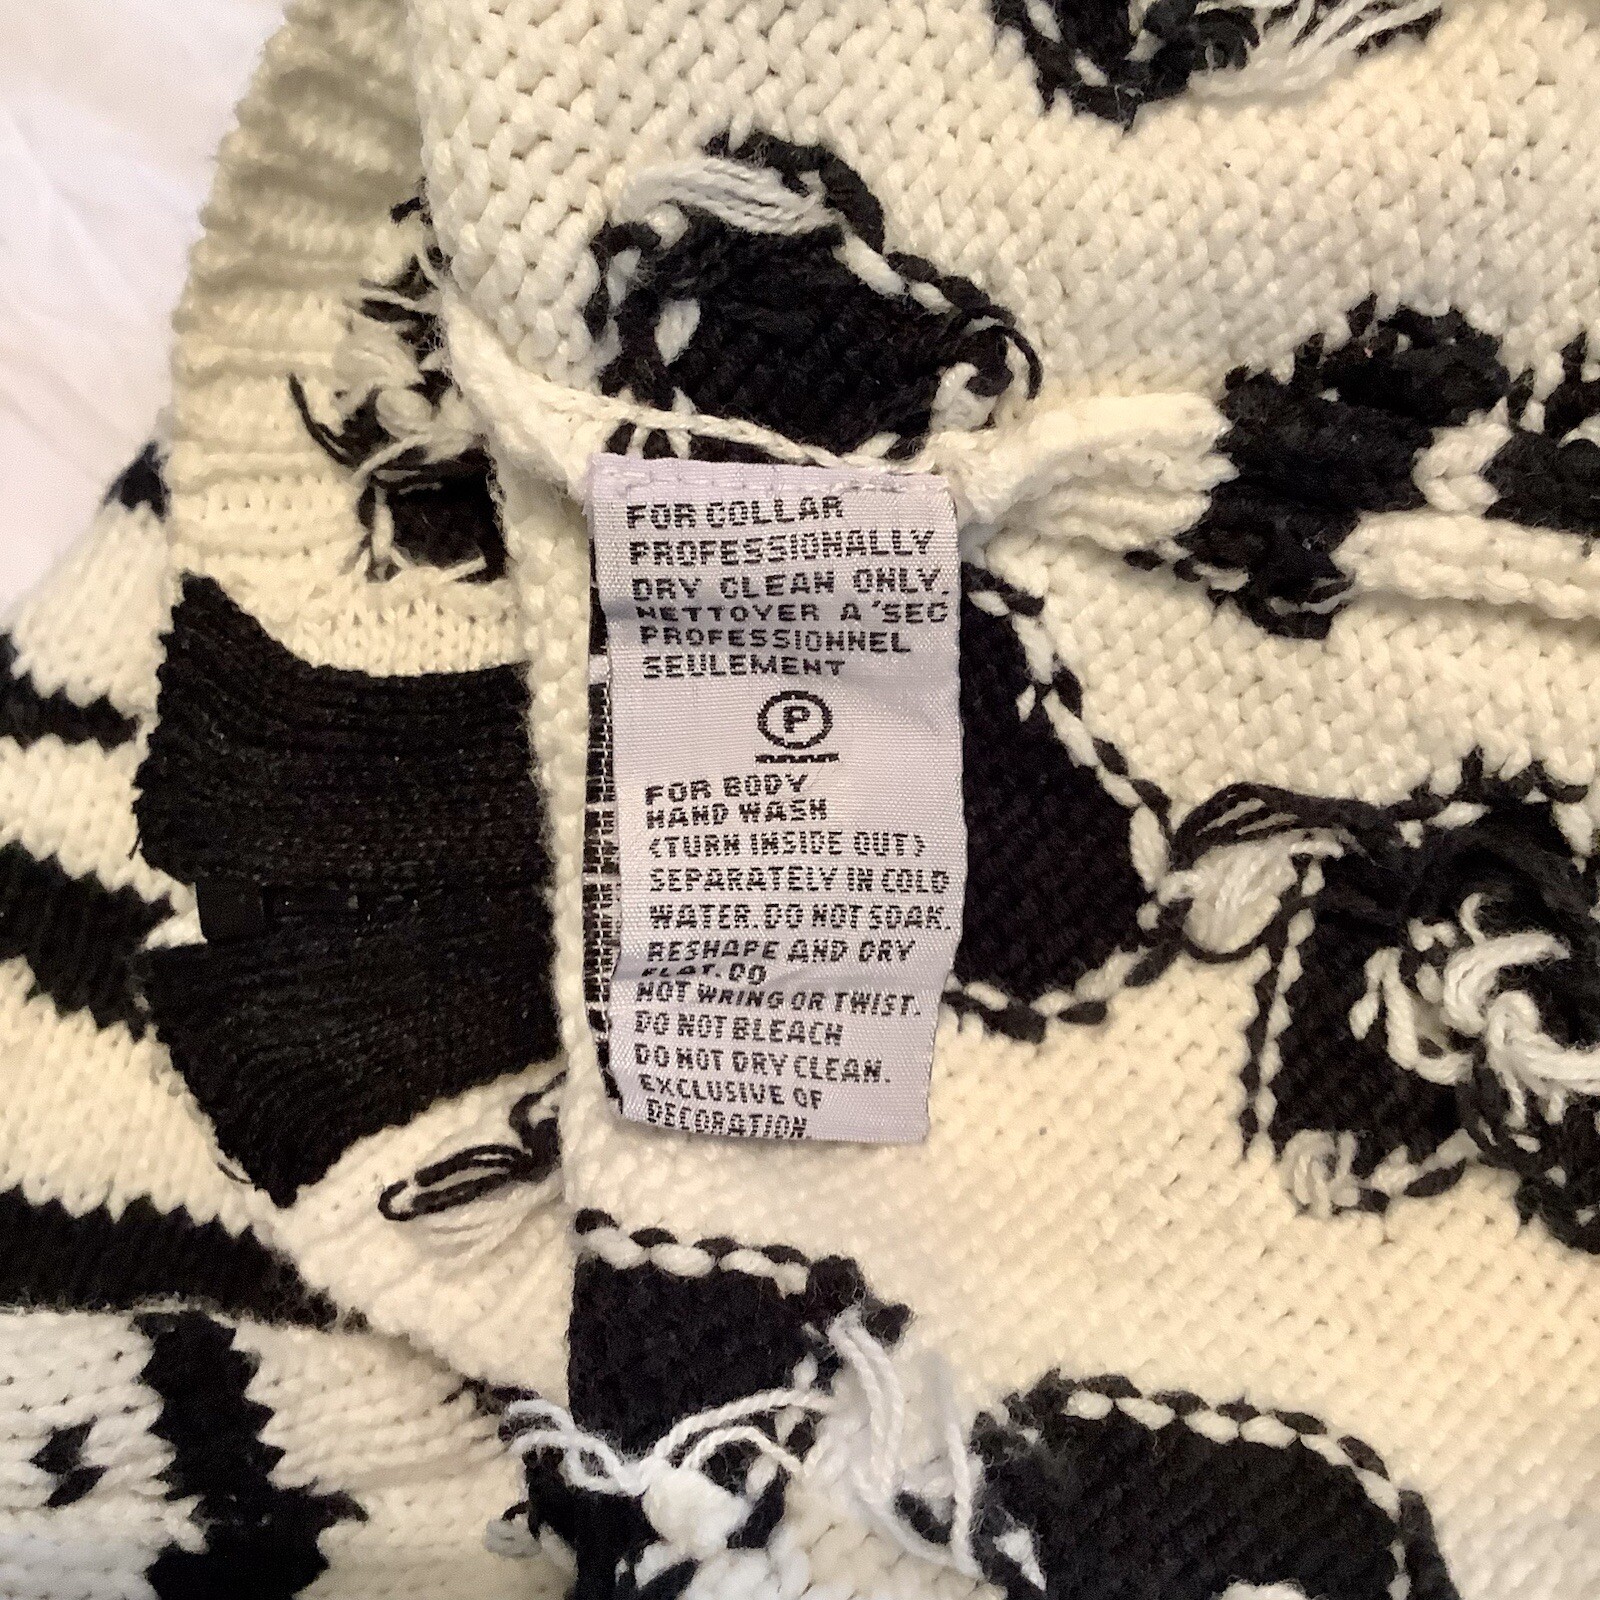 FOR COLLAR
PROFESSIONALLY
DRY CLEAN ONLY.
NETTOYER A'SEC
PROFESSIONNEL
SEULEMENT
P
FOR BODY
HAND WASH
(TURN INSIDE OUT)
SEPARATELY IN COLD
WATER. DO NOT SOAK.
RESHAPE AND DRY
FLAT. DO
NOT WRING OR TWIST.
DO NOT BLEACH
DO NOT DRY CLEAN.
EXCLUSIVE OF
DECORATION